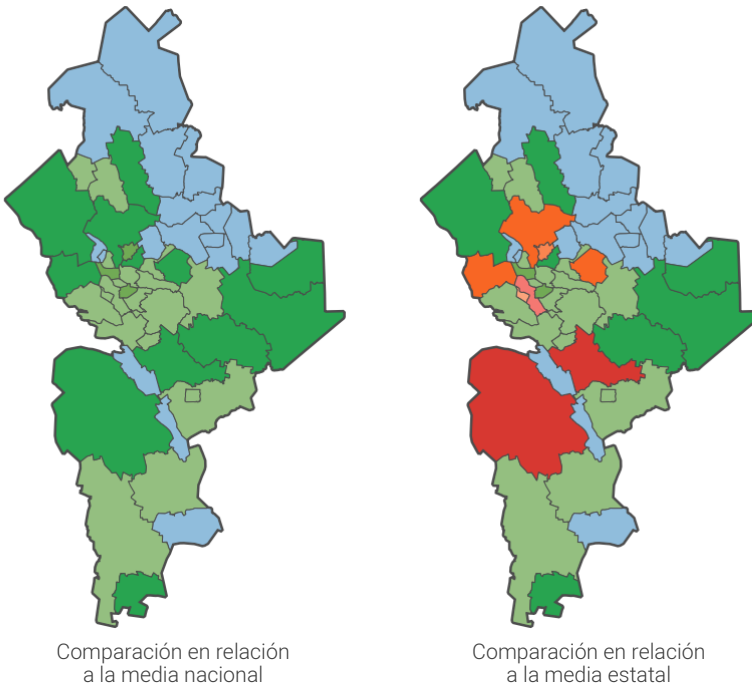 Comparación en relación
a la media nacional
Comparación en relación
a la media estatal